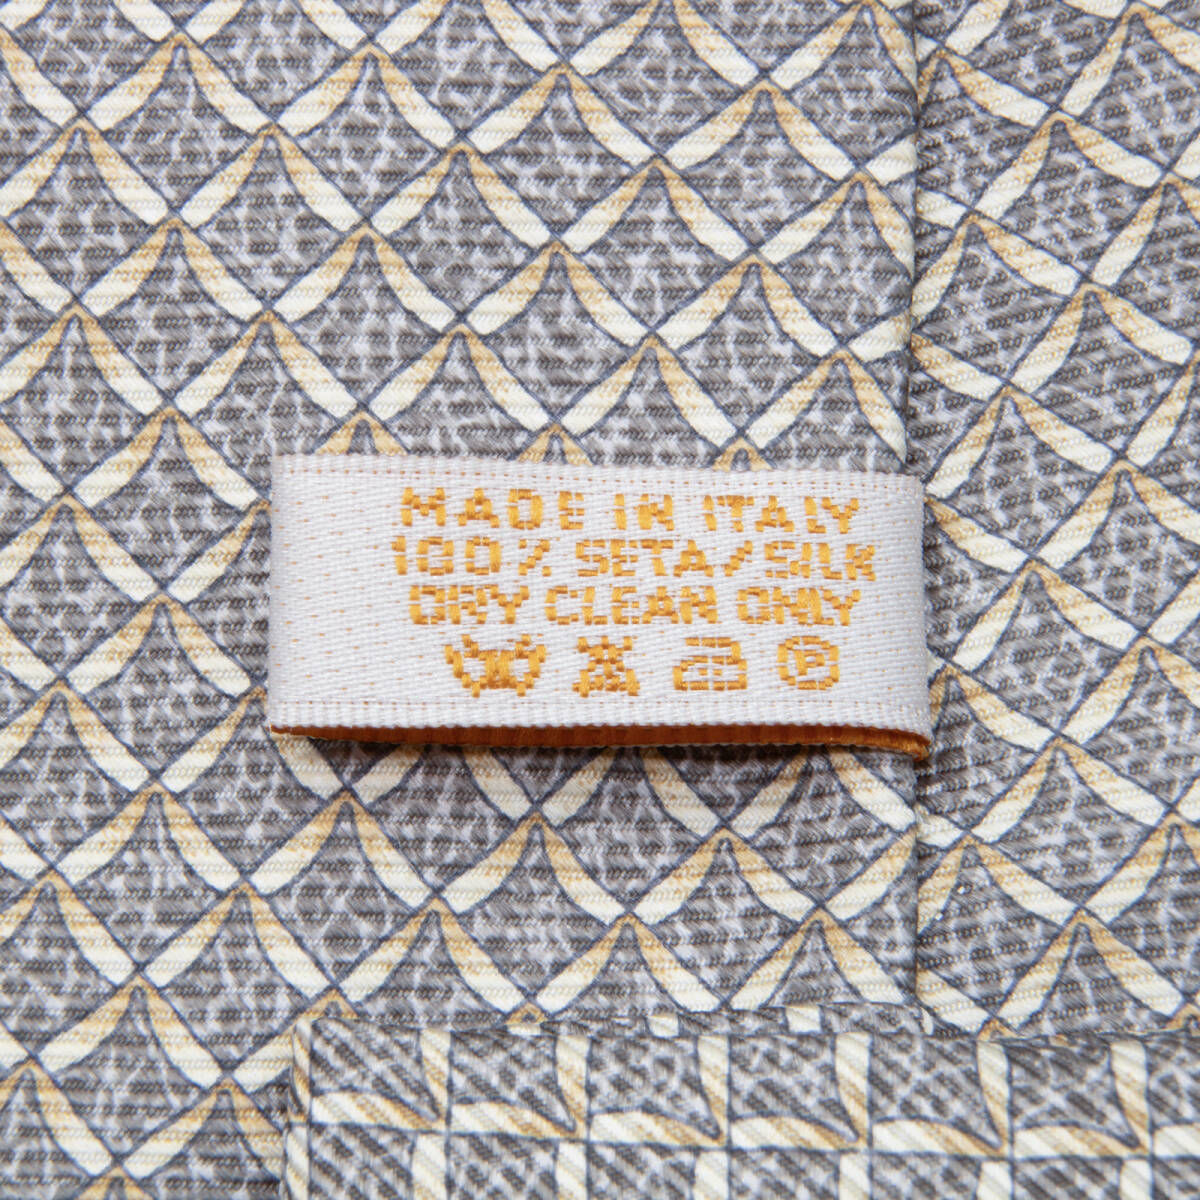 MADE IN ITALY
100% SETA/SILK
DRY CLEAN ONLY
P